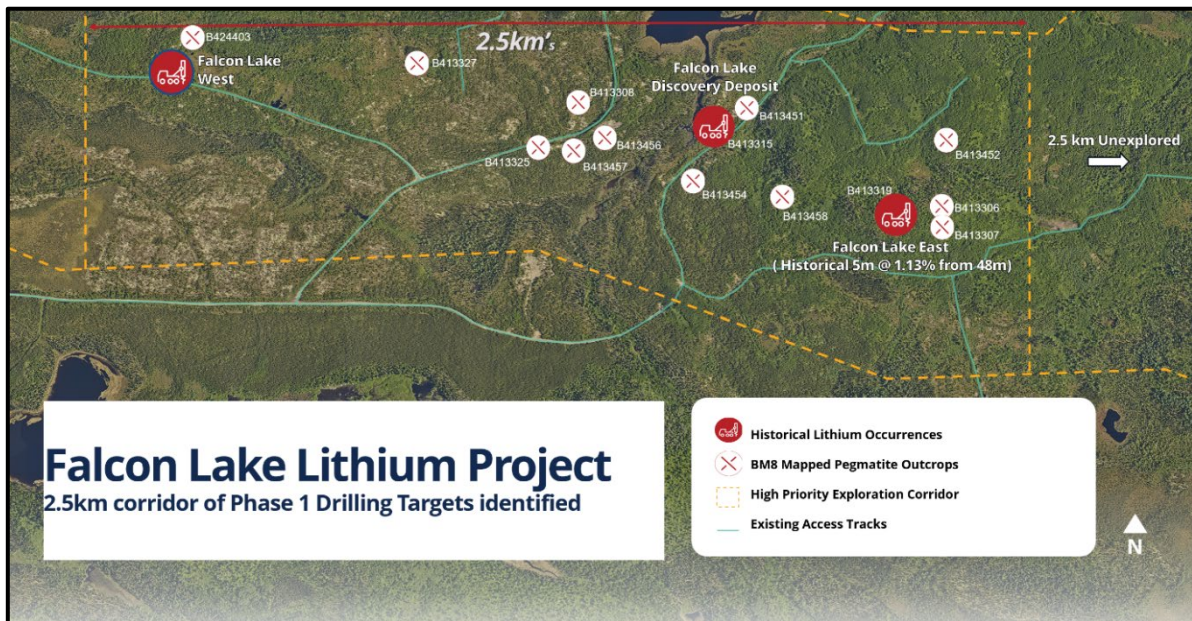 2.5km's
B424403
Falcon Lake
West
B413327
B413308
B413325
B413457
B413456
Falcon Lake
Discovery Deposit
B413451
B413315
B413454
B413458
B413452
2.5 km Unexplored
B413319
B413306
B413307
Falcon Lake East
( Historical 5m @ 1.13% from 48m)
Falcon Lake Lithium Project
2.5km corridor of Phase 1 Drilling Targets identified
Historical Lithium Occurrences
BM8 Mapped Pegmatite Outcrops
High Priority Exploration Corridor
Existing Access Tracks
N